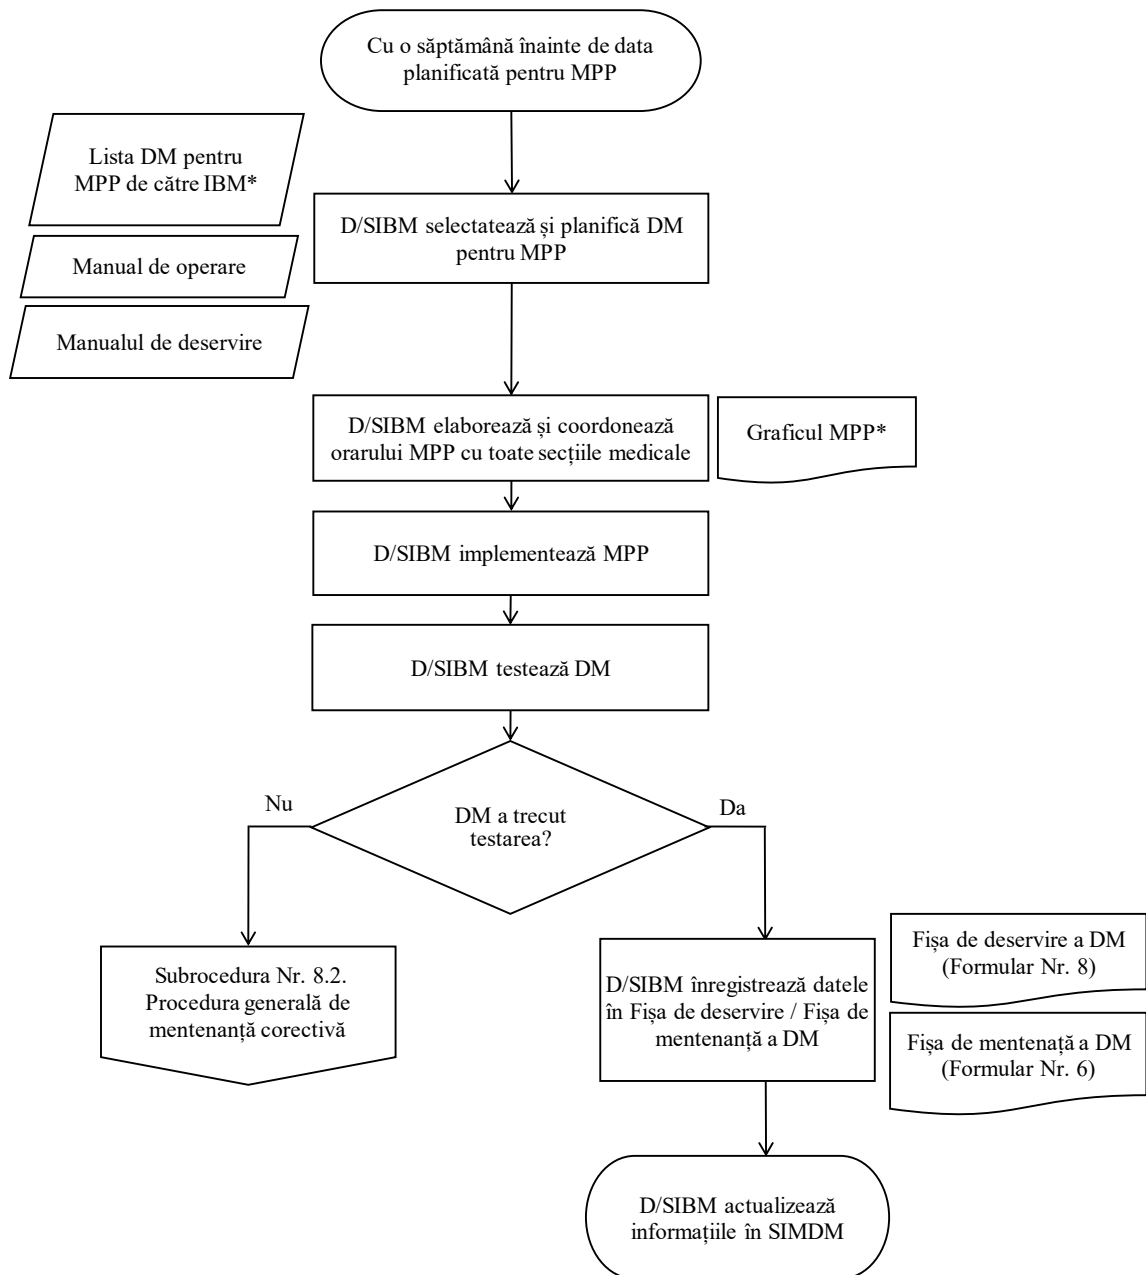 Cu o săptămână înainte de data
planificată pentru MPP
Lista DM pentru
MPP de către IBM*
Manual de operare
Manualul de deservire
D/SIBM selectatează și planifică DM
pentru MPP
D/SIBM elaborează și coordonează
orarului MPP cu toate secțiile medicale
Graficul MPP*
D/SIBM implementează MPP
D/SIBM testează DM
DM a trecut
testarea?
Nu
Da
Subrocedura Nr. 8.2.
Procedura generală de
mentenanță corectivă
D/SIBM înregistrează datele
în Fișa de deservire / Fișa de
mentenanță a DM
Fișa de deservire a DM
(Formular Nr. 8)
Fișa de mentenață a DM
(Formular Nr. 6)
D/SIBM actualizează
informațiile în SIMDM